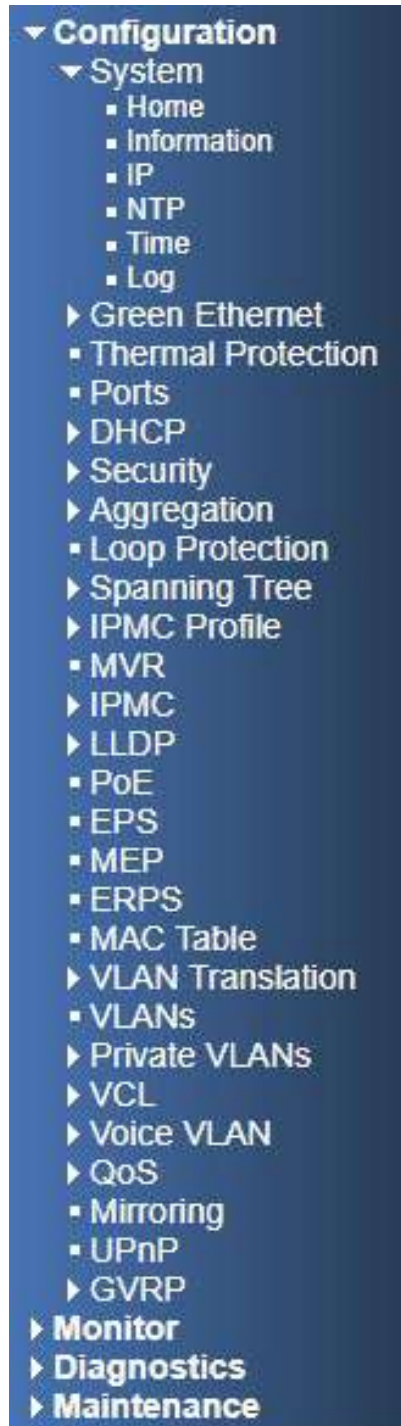 Configuration
System
Home
Information
IP
NTP
Time
Log
Green Ethernet
Thermal Protection
Ports
DHCP
Security
Aggregation
Loop Protection
Spanning Tree
IPMC Profile
MVR
IPMC
LLDP
PoE
EPS
MEP
ERPS
MAC Table
VLAN Translation
VLANs
Private VLANs
VCL
Voice VLAN
QoS
Mirroring
UPnP
GVRP
Monitor
Diagnostics
Maintenance